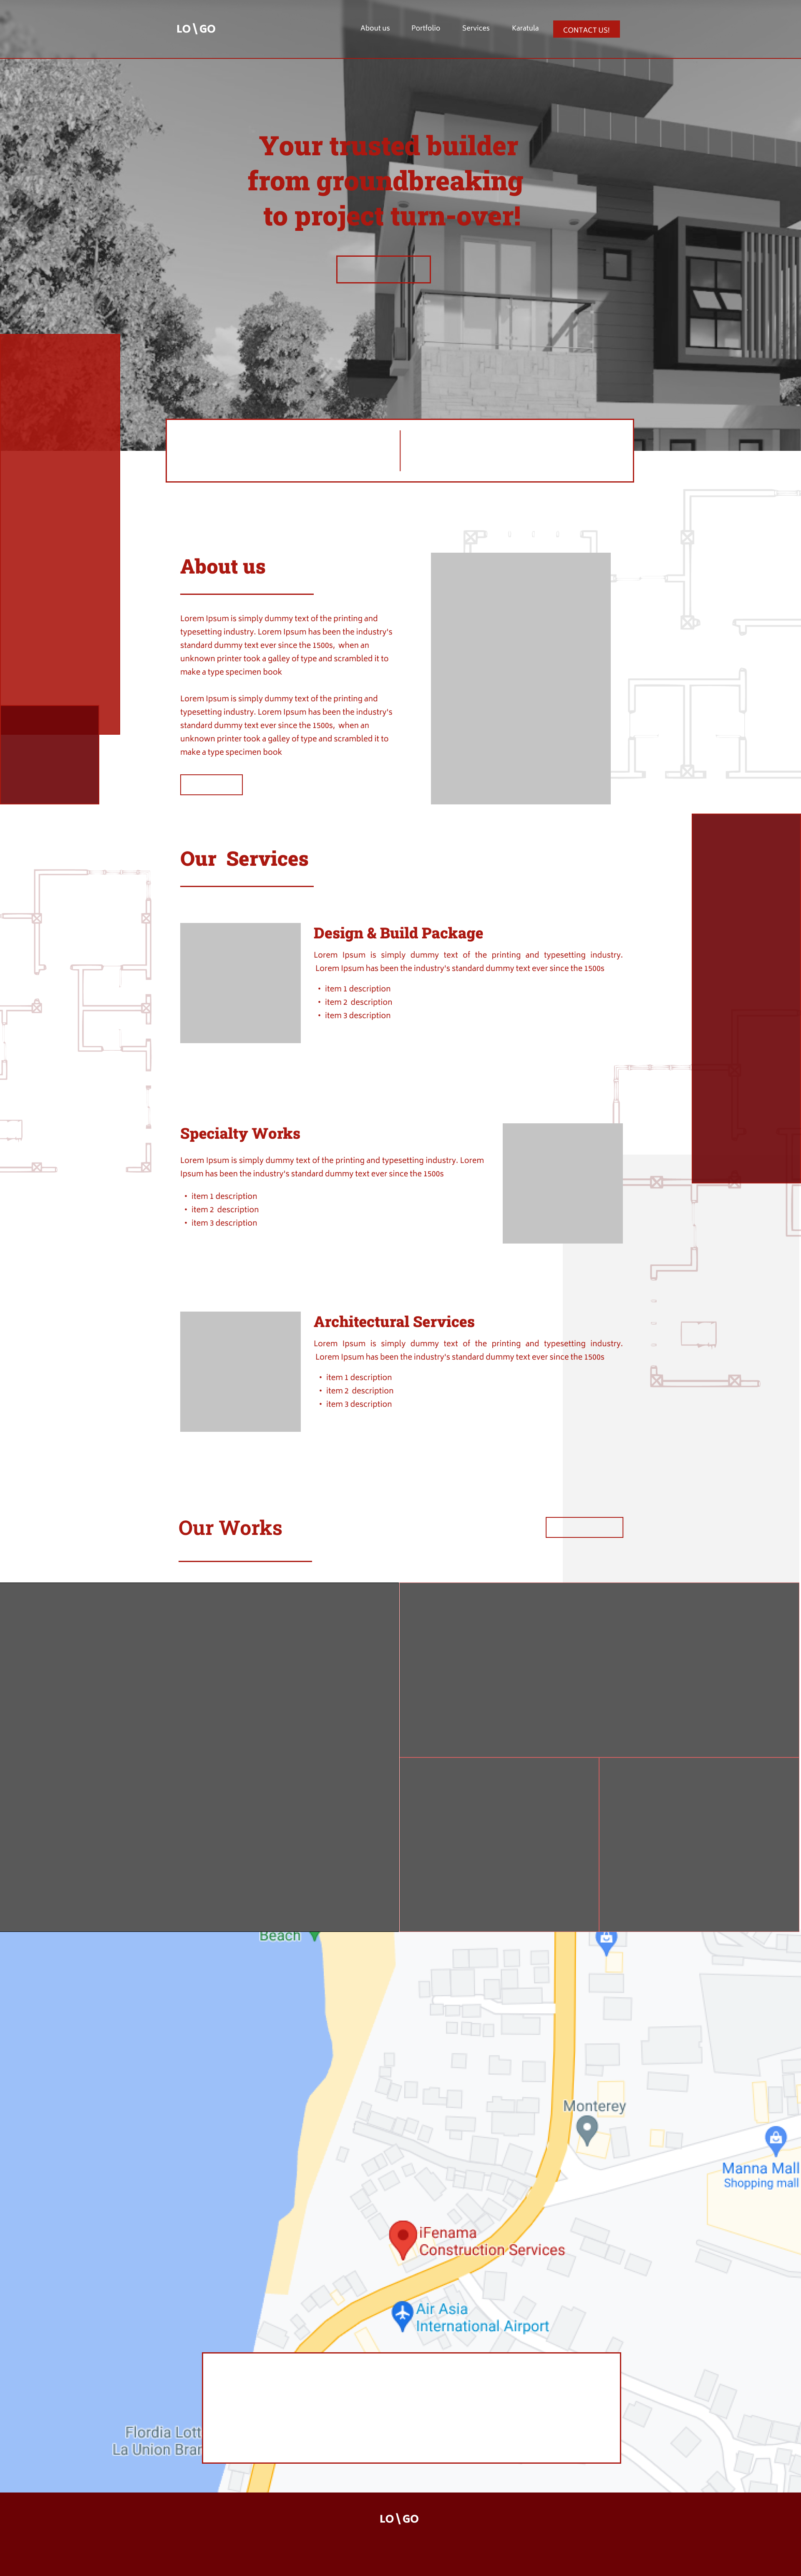 LO\GO
About us
Portfolio
Services
Karatula
CONTACT US!
Your trusted builder
from groundbreaking
to project turn-over!
About us
Lorem Ipsum is simply dummy text of the printing and
typesetting industry. Lorem Ipsum has been the industry's
standard dummy text ever since the 1500s,  when an
unknown printer took a galley of type and scrambled it to
make a type specimen book
Lorem Ipsum is simply dummy text of the printing and
typesetting industry. Lorem Ipsum has been the industry's
standard dummy text ever since the 1500s,  when an
unknown printer took a galley of type and scrambled it to
make a type specimen book
Our  Services
Design & Build Package
Lorem Ipsum is simply dummy text of the printing and typesetting industry.
Lorem Ipsum has been the industry's standard dummy text ever since the 1500s
• item 1 description
• item 2  description
• item 3 description
Specialty Works
Lorem Ipsum is simply dummy text of the printing and typesetting industry. Lorem
Ipsum has been the industry's standard dummy text ever since the 1500s
• item 1 description
• item 2  description
• item 3 description
Architectural Services
Lorem Ipsum is simply dummy text of the printing and typesetting industry.
Lorem Ipsum has been the industry's standard dummy text ever since the 1500s
• item 1 description
• item 2  description
• item 3 description
Our Works
Beach
Monterey
Manna Mall
Shopping mall
iFenama
Construction Services
Air Asia
International Airport
Flordia Lott
La Union Bran
LO\GO